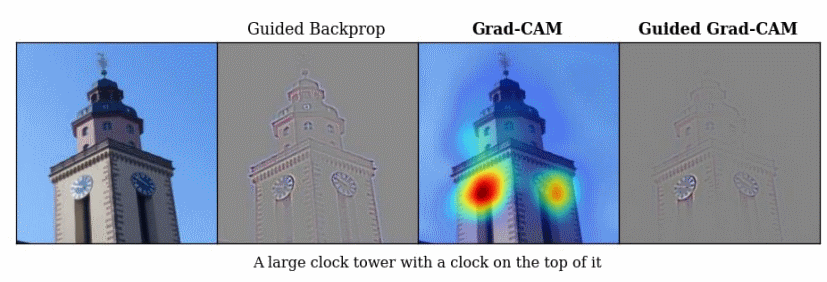 Guided Backprop
Grad-CAM
Guided Grad-CAM
A large clock tower with a clock on the top of it